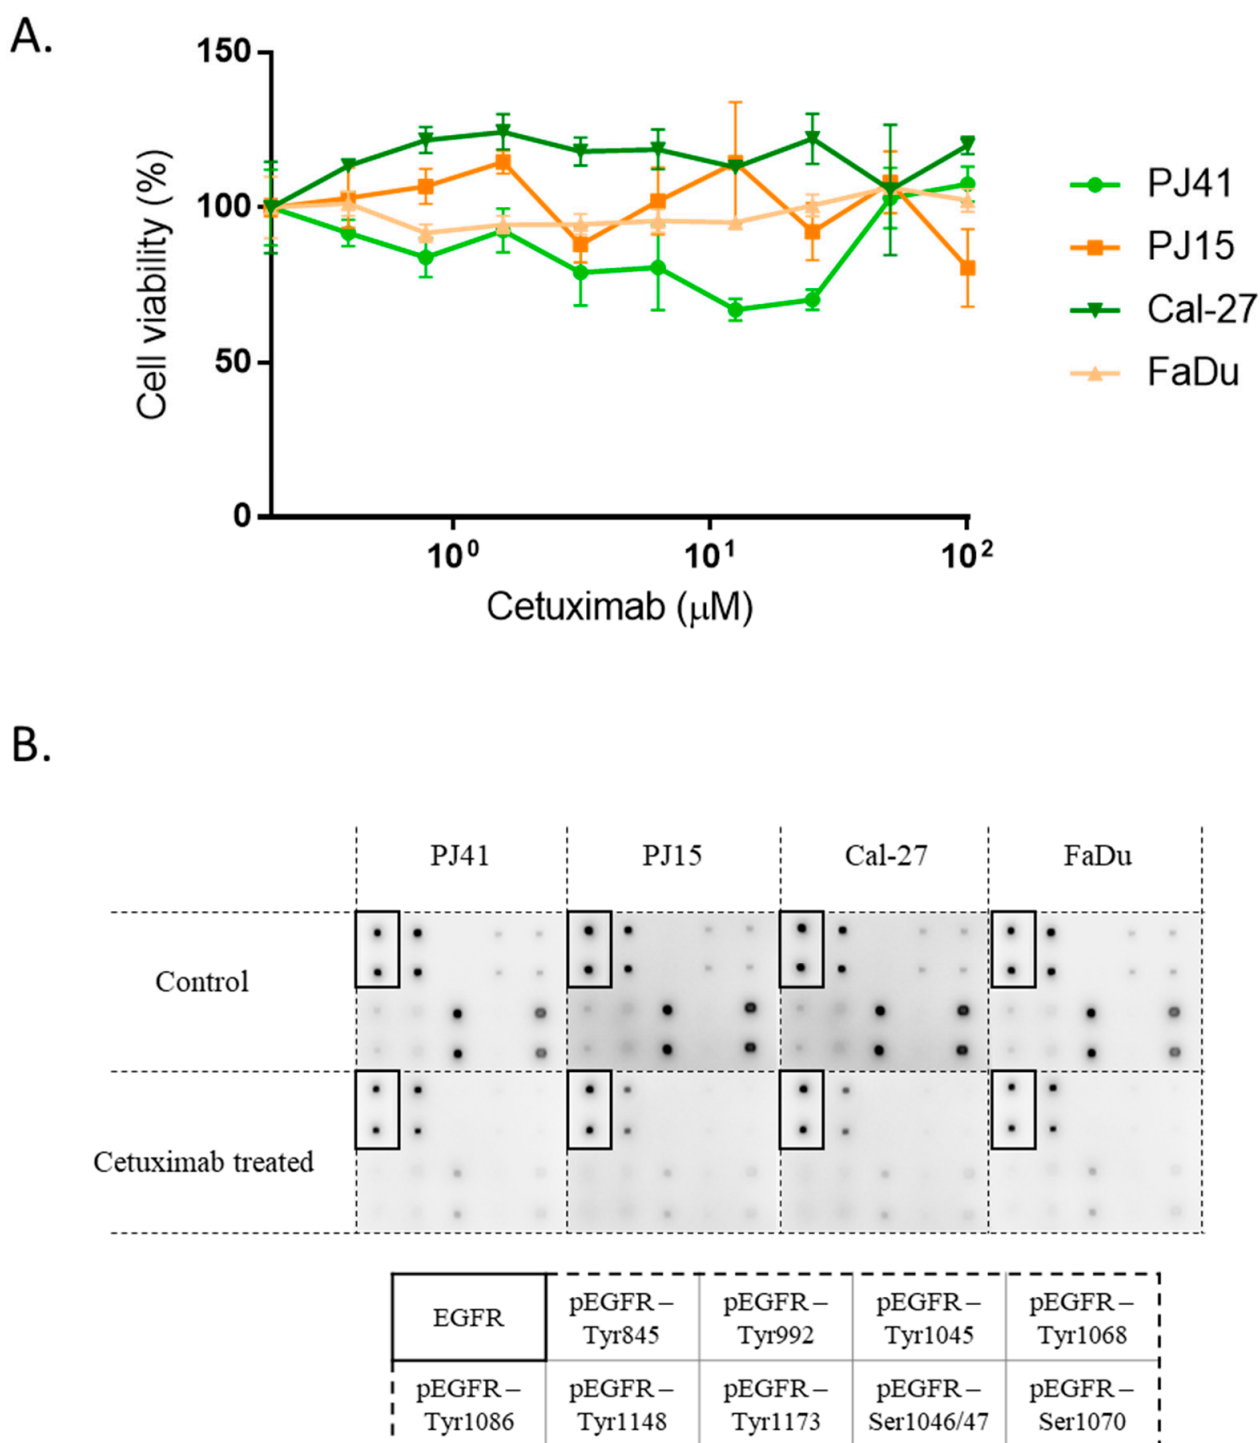 A.
150
100
50
0
Cell viability (%)
10⁰ 10¹ 10²
Cetuximab (μM)
PJ41
PJ15
Cal-27
FaDu
B.
PJ41 PJ15 Cal-27 FaDu
Control
Cetuximab treated
EGFR
pEGFR –
Tyr845
pEGFR –
Tyr992
pEGFR –
Tyr1045
pEGFR –
Tyr1068
pEGFR –
Tyr1086
pEGFR –
Tyr1148
pEGFR –
Tyr1173
pEGFR –
Ser1046/47
pEGFR –
Ser1070